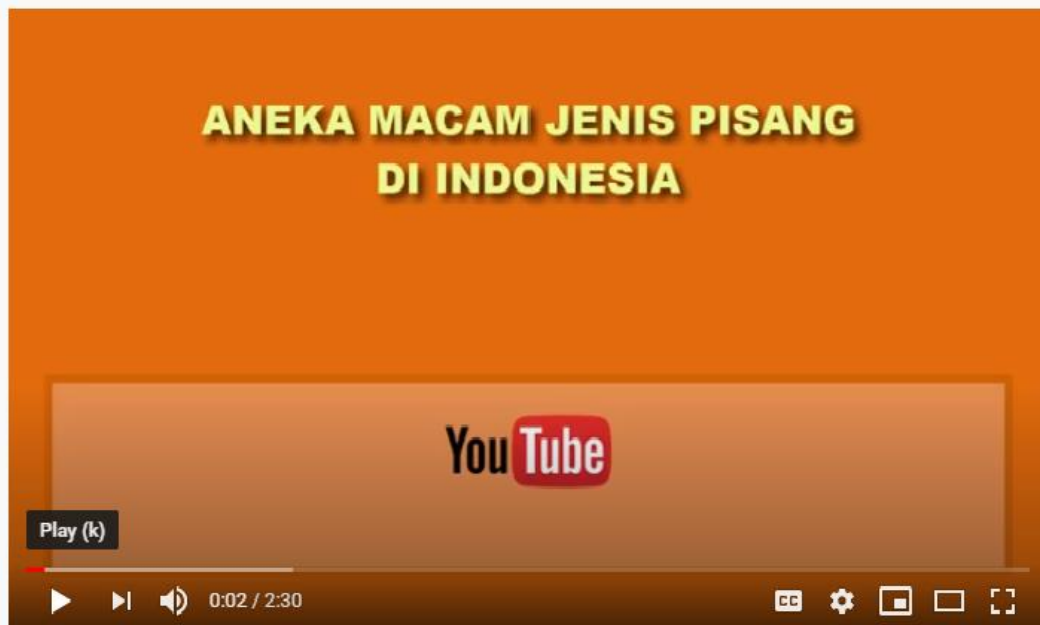 ANEKA MACAM JENIS PISANG
DI INDONESIA
YouTube
Play (k)
0:02 / 2:30
CC